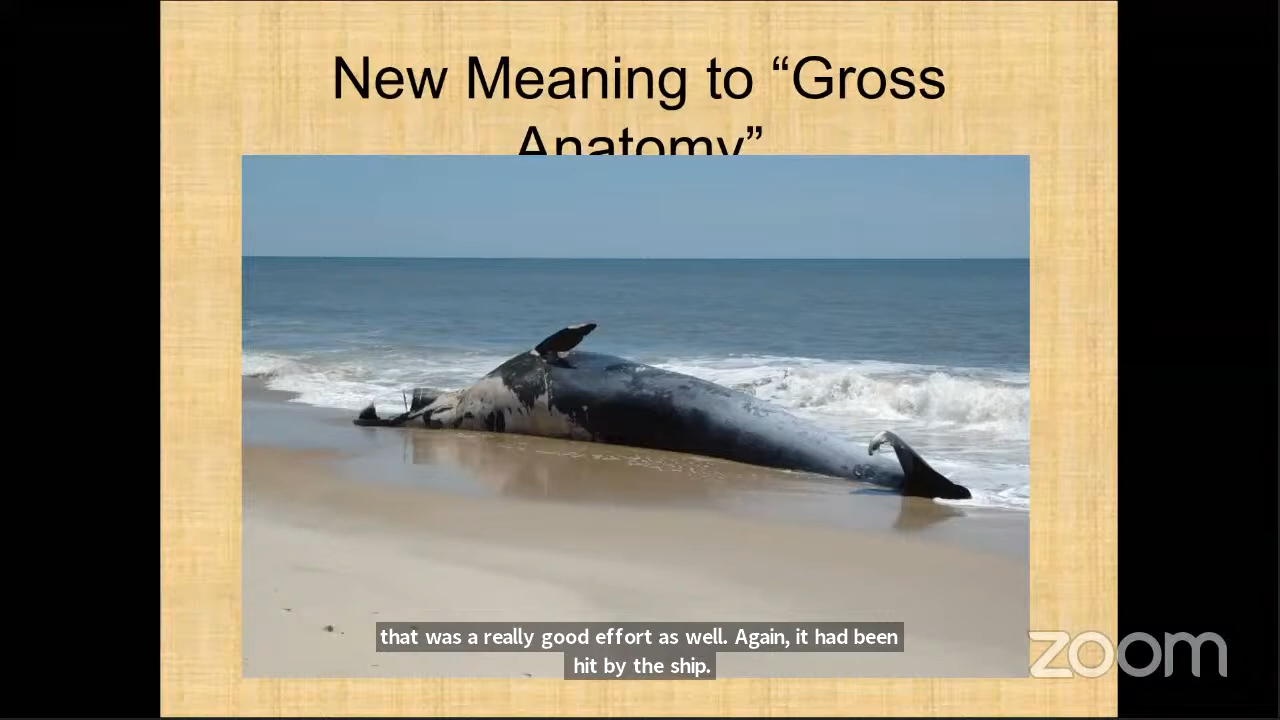 New Meaning to “Gross
Anatomy”
that was a really good effort as well. Again, it had been
hit by the ship.
zoom